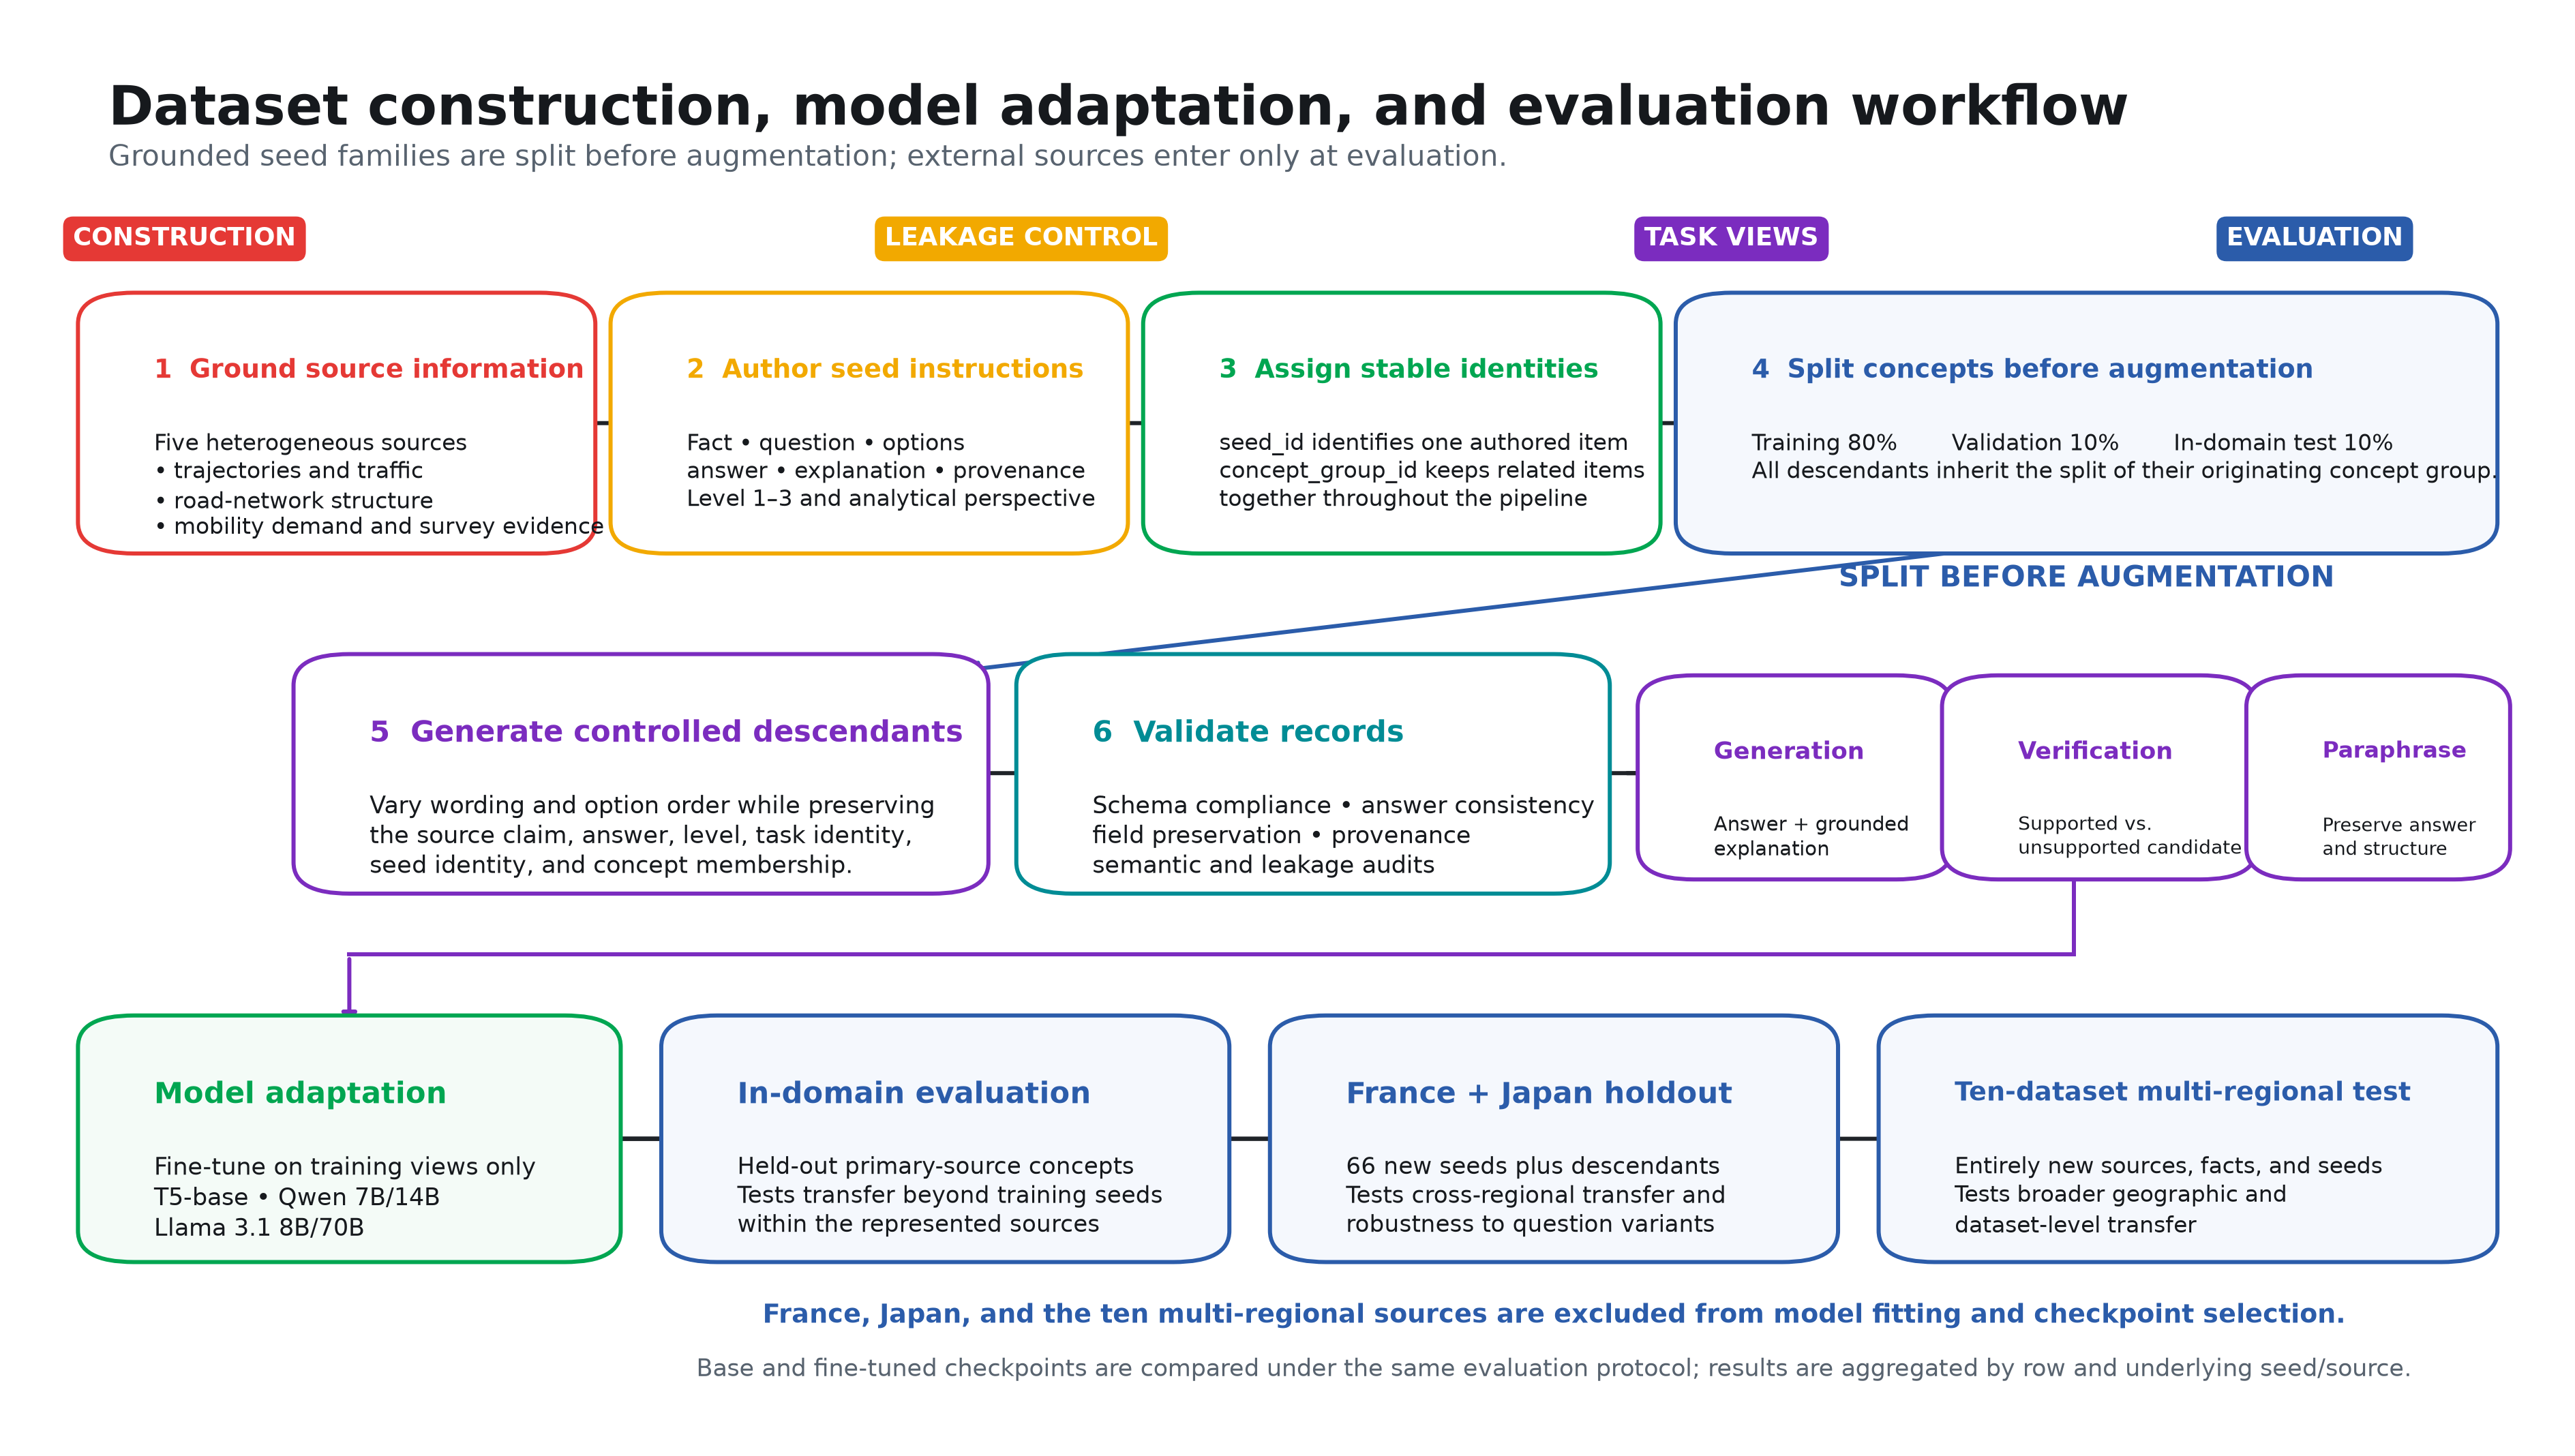 Dataset construction, model adaptation, and evaluation workflow
Grounded seed families are split before augmentation; external sources enter only at evaluation.
CONSTRUCTION
LEAKAGE CONTROL
TASK VIEWS
EVALUATION
1 Ground source information
Five heterogeneous sources
• trajectories and traffic
• road-network structure
• mobility demand and survey evidence
2 Author seed instructions
Fact • question • options
answer • explanation • provenance
Level 1–3 and analytical perspective
3 Assign stable identities
seed_id identifies one authored item
concept_group_id keeps related items
together throughout the pipeline
4 Split concepts before augmentation
Training 80% Validation 10% In-domain test 10%
All descendants inherit the split of their originating concept group.
SPLIT BEFORE AUGMENTATION
5 Generate controlled descendants
Vary wording and option order while preserving
the source claim, answer, level, task identity,
seed identity, and concept membership.
6 Validate records
Schema compliance • answer consistency
field preservation • provenance
semantic and leakage audits
Generation
Answer + grounded
explanation
Verification
Supported vs.
unsupported candidate
Paraphrase
Preserve answer
and structure
Model adaptation
Fine-tune on training views only
T5-base • Qwen 7B/14B
Llama 3.1 8B/70B
In-domain evaluation
Held-out primary-source concepts
Tests transfer beyond training seeds
within the represented sources
France + Japan holdout
66 new seeds plus descendants
Tests cross-regional transfer and
robustness to question variants
Ten-dataset multi-regional test
Entirely new sources, facts, and seeds
Tests broader geographic and
dataset-level transfer
France, Japan, and the ten multi-regional sources are excluded from model fitting and checkpoint selection.
Base and fine-tuned checkpoints are compared under the same evaluation protocol; results are aggregated by row and underlying seed/source.